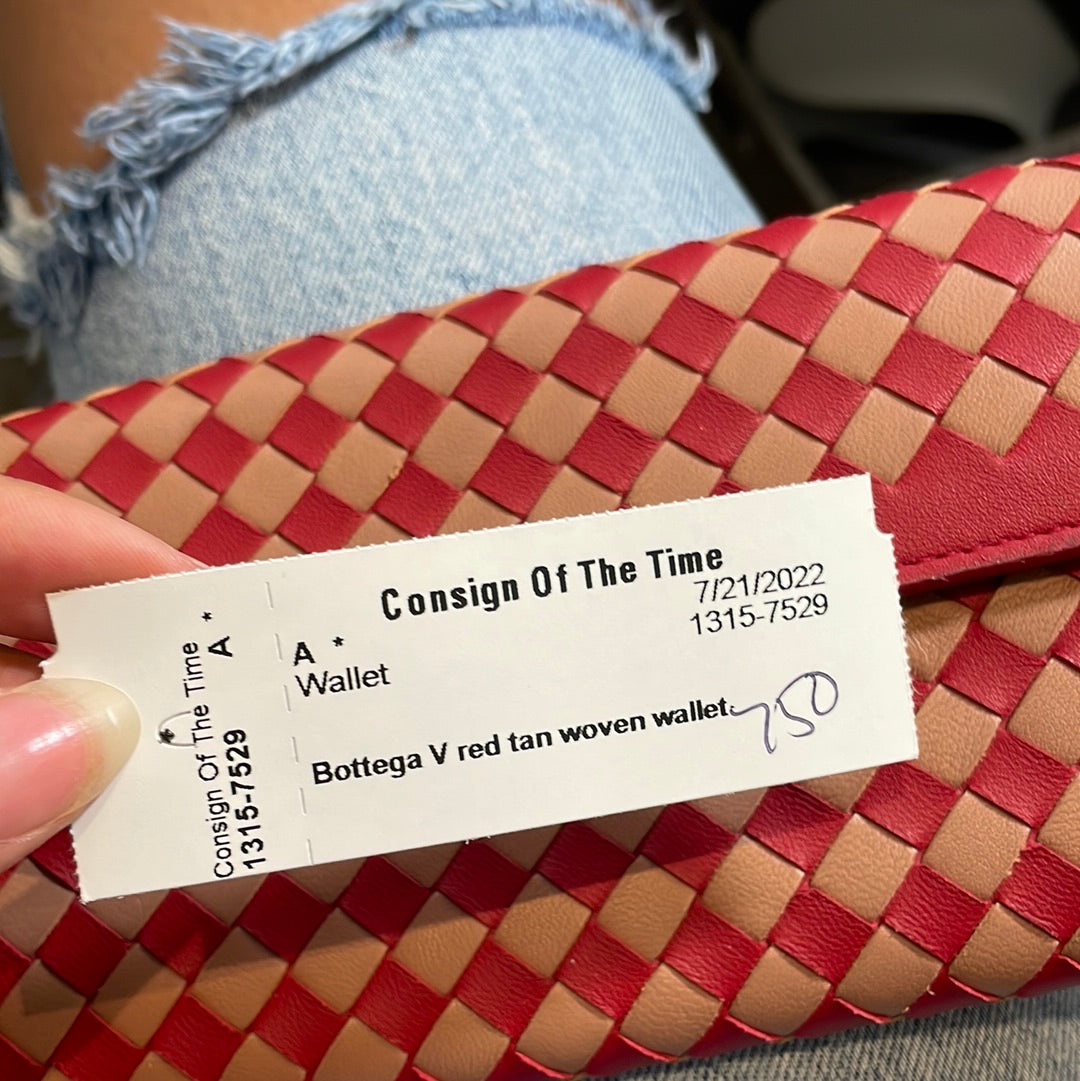 Consign Of The Time
7/21/2022
1315-7529
A *
Wallet
Bottega V red tan woven wallet.
750
Consign Of The Time
1315-7529
A *